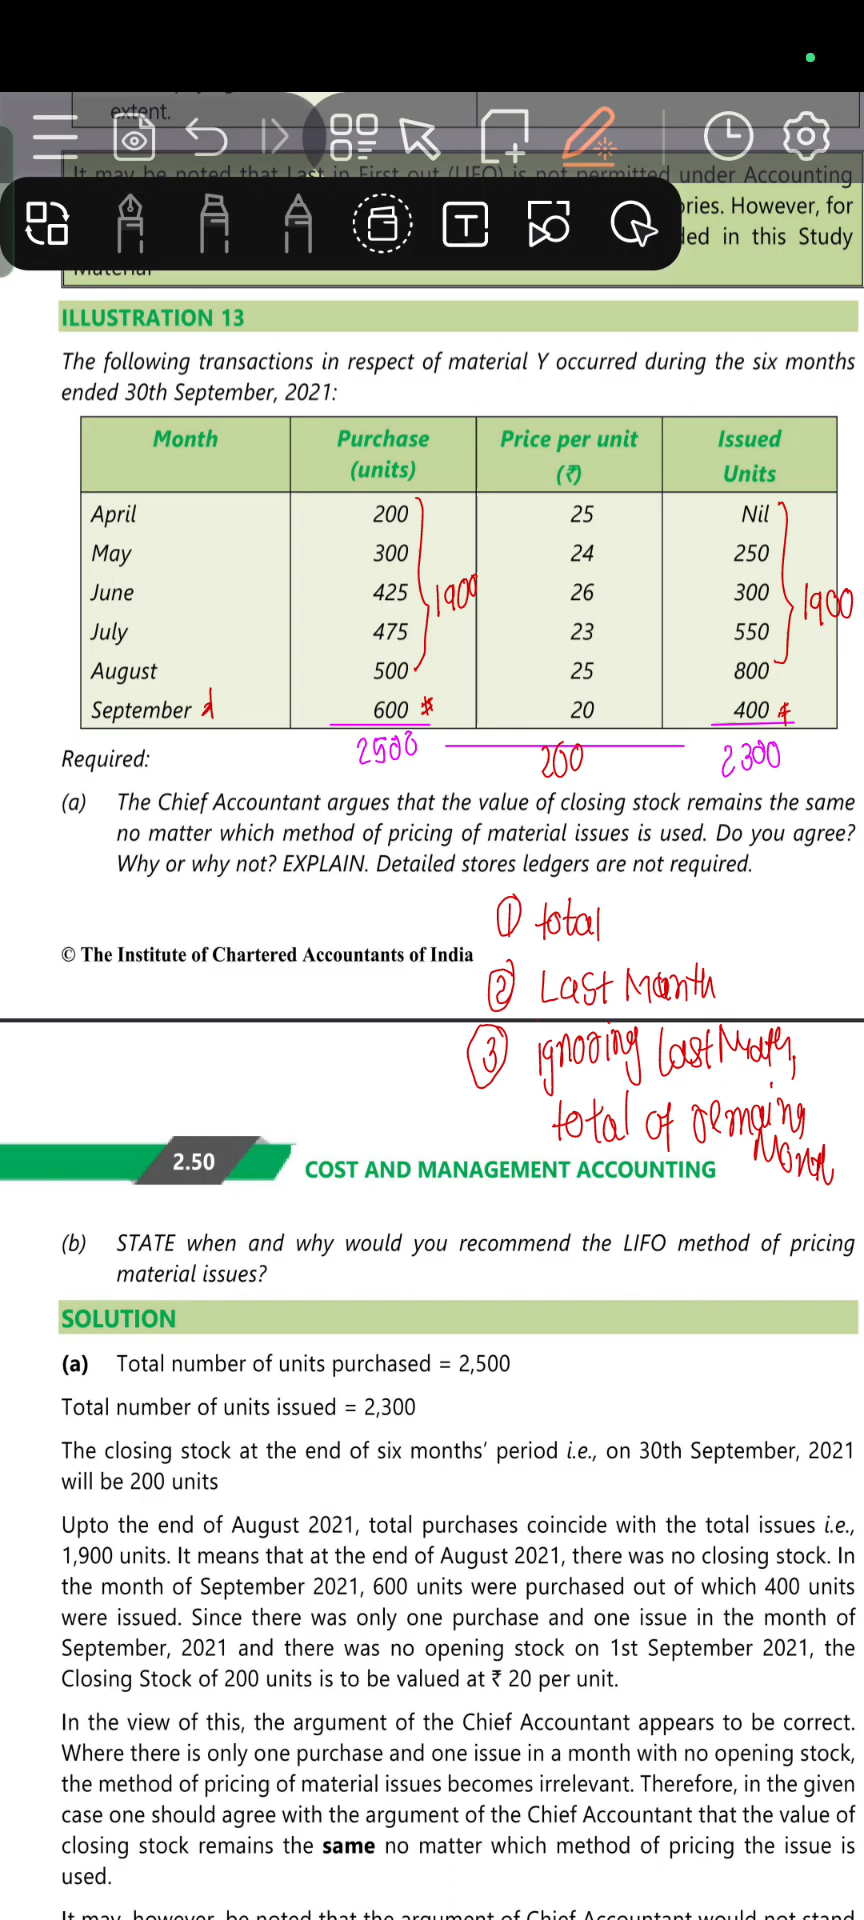 extent.
It may be noted that Last in First out (LIFO) is not permitted under Accounting
ories. However, for
ded in this Study
Material
ILLUSTRATION 13
The following transactions in respect of material Y occurred during the six months
ended 30th September, 2021:
Month Purchase (units) Price per unit (₹) Issued Units
April 200 25 Nil
May 300 24 250
June 425 26 300
1900 1900
July 475 23 550
August 500 25 800
September 600 * 20 400 *
2500 200 2300
Required:
(a) The Chief Accountant argues that the value of closing stock remains the same
no matter which method of pricing of material issues is used. Do you agree?
Why or why not? EXPLAIN. Detailed stores ledgers are not required.
① total
© The Institute of Chartered Accountants of India
② Last Month
③ ignoring Last Month,
total of remaing
Month
2.50 COST AND MANAGEMENT ACCOUNTING
(b) STATE when and why would you recommend the LIFO method of pricing
material issues?
SOLUTION
(a) Total number of units purchased = 2,500
Total number of units issued = 2,300
The closing stock at the end of six months' period i.e., on 30th September, 2021
will be 200 units
Upto the end of August 2021, total purchases coincide with the total issues i.e.,
1,900 units. It means that at the end of August 2021, there was no closing stock. In
the month of September 2021, 600 units were purchased out of which 400 units
were issued. Since there was only one purchase and one issue in the month of
September, 2021 and there was no opening stock on 1st September 2021, the
Closing Stock of 200 units is to be valued at ₹ 20 per unit.
In the view of this, the argument of the Chief Accountant appears to be correct.
Where there is only one purchase and one issue in a month with no opening stock,
the method of pricing of material issues becomes irrelevant. Therefore, in the given
case one should agree with the argument of the Chief Accountant that the value of
closing stock remains the same no matter which method of pricing the issue is
used.
It may, however, be noted that the argument of Chief Accountant would not stand